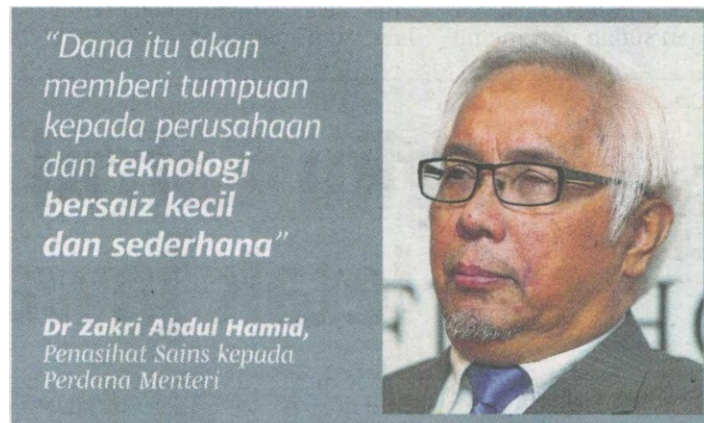 “Dana itu akan
memberi tumpuan
kepada perusahaan
dan teknologi
bersaiz kecil
dan sederhana”
Dr Zakri Abdul Hamid,
Penasihat Sains kepada
Perdana Menteri